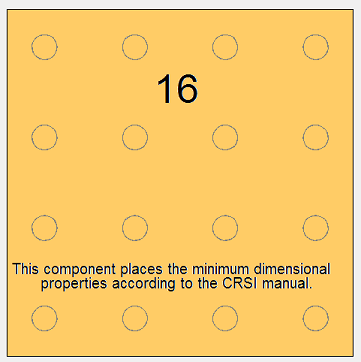 16
This component places the minimum dimensional
properties according to the CRSI manual.